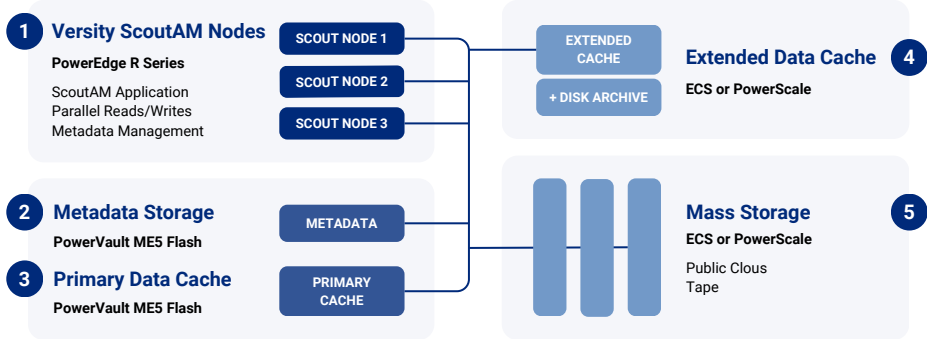 1
Versity ScoutAM Nodes
PowerEdge R Series
ScoutAM Application
Parallel Reads/Writes
Metadata Management
SCOUT NODE 1
SCOUT NODE 2
SCOUT NODE 3
2
Metadata Storage
PowerVault ME5 Flash
METADATA
3
Primary Data Cache
PowerVault ME5 Flash
PRIMARY
CACHE
EXTENDED
CACHE
+ DISK ARCHIVE
Extended Data Cache
4
ECS or PowerScale
Mass Storage
5
ECS or PowerScale
Public Clous
Tape